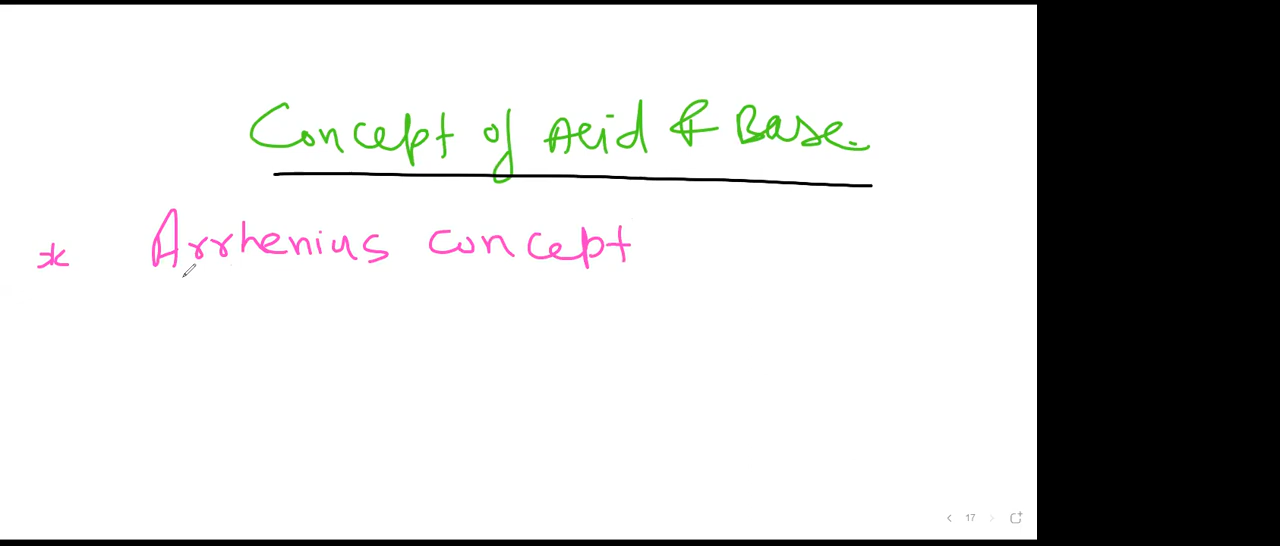 Concept of Acid & Base.
* Arrhenius concept
17